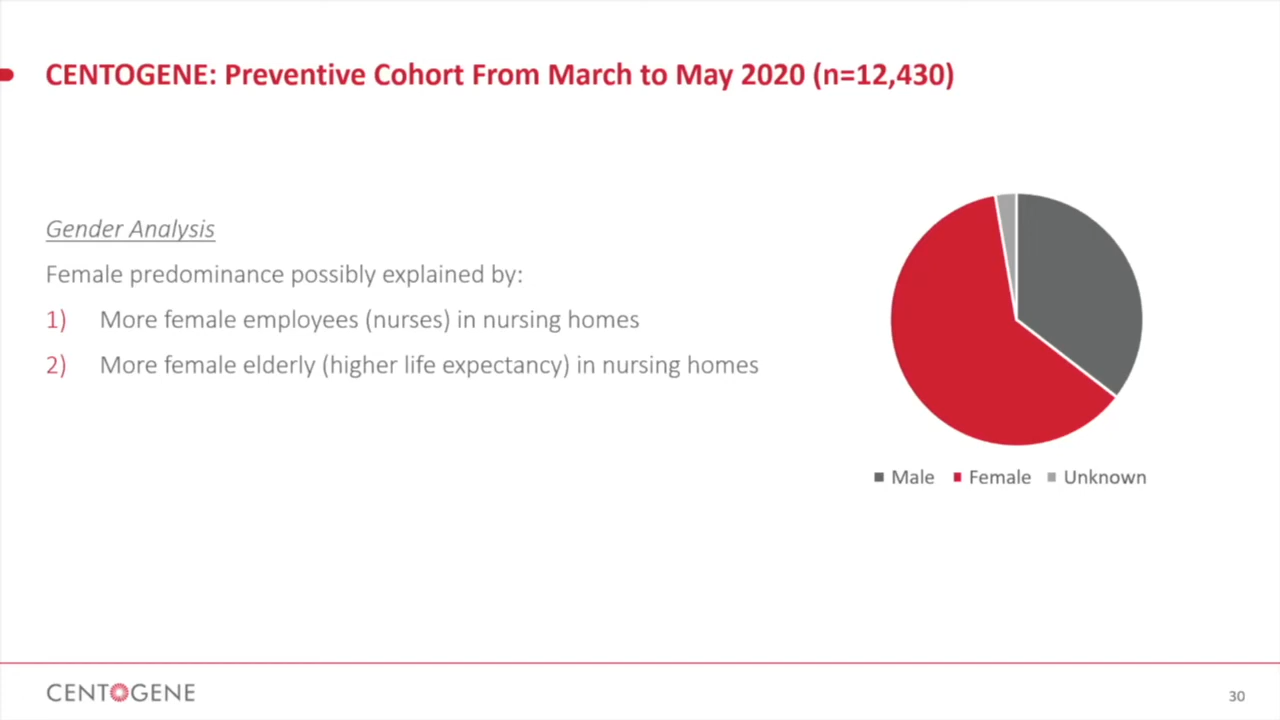 CENTOGENE: Preventive Cohort From March to May 2020 (n=12,430)
Gender Analysis
Female predominance possibly explained by:
1) More female employees (nurses) in nursing homes
2) More female elderly (higher life expectancy) in nursing homes
Male Female Unknown
CENTOGENE
30